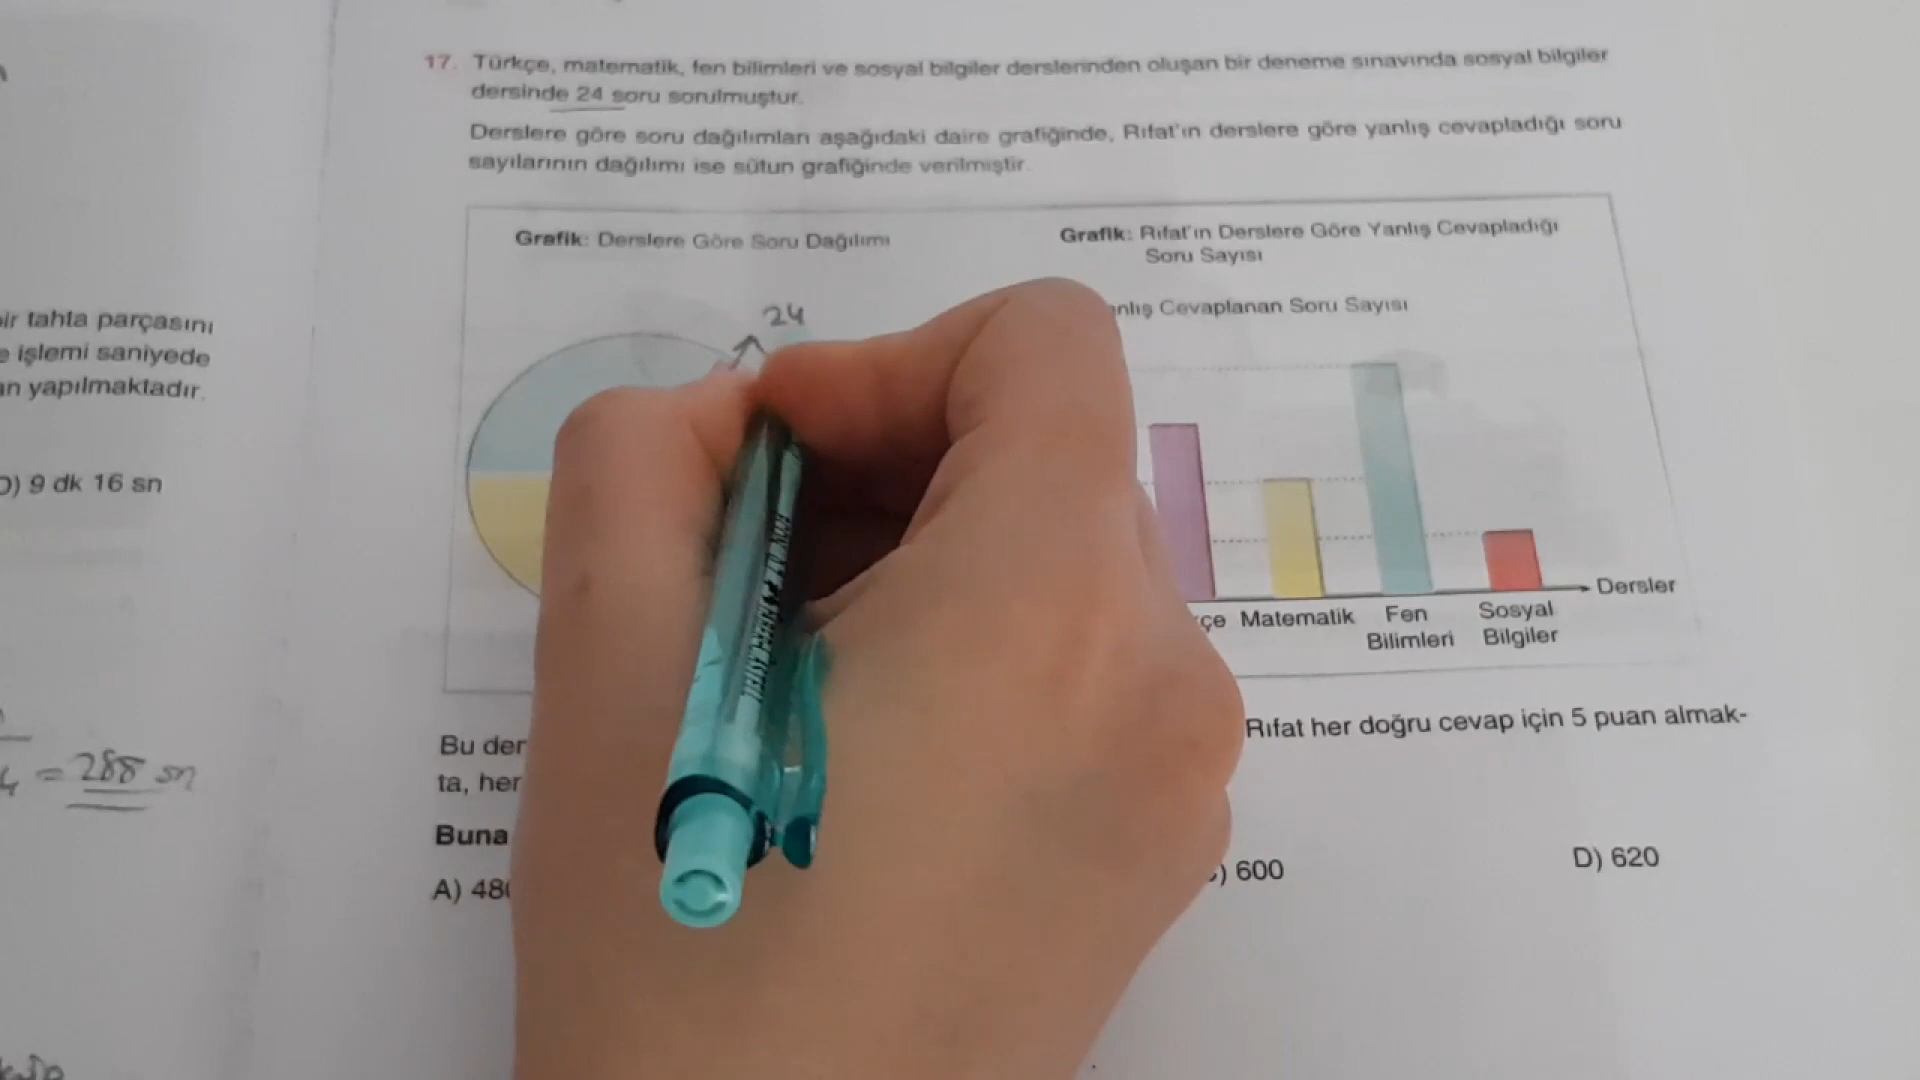 17. Türkçe, matematik, fen bilimleri ve sosyal bilgiler derslerinden oluşan bir deneme sınavında sosyal bilgiler
dersinde 24 soru sorulmuştur.
Derslere göre soru dağılımları aşağıdaki daire grafiğinde, Rıfat'ın derslere göre yanlış cevapladığı soru
sayılarının dağılımı ise sütun grafiğinde verilmiştir.
Grafik: Derslere Göre Soru Dağılımı
Grafik: Rıfat'ın Derslere Göre Yanlış Cevapladığı
Soru Sayısı
24
nlış Cevaplanan Soru Sayısı
Dersler
çe Matematik Fen Bilimleri Sosyal Bilgiler
Bu der
Rıfat her doğru cevap için 5 puan almak-
ta, her
Buna
A) 48
) 600
D) 620
ir tahta parçasını
e işlemi saniyede
an yapılmaktadır.
D) 9 dk 16 sn
4 = 288 sn